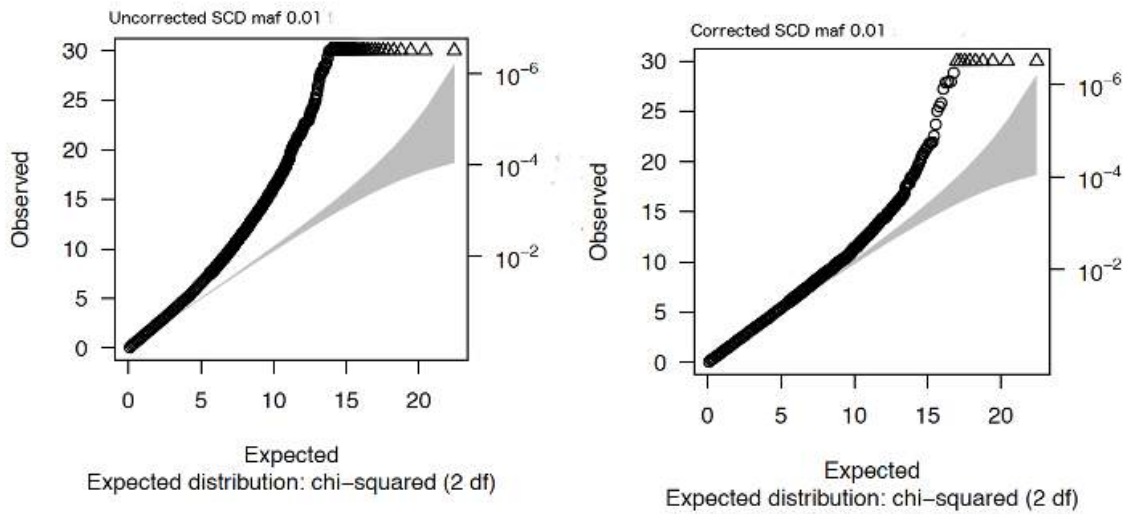 Uncorrected SCD maf 0.01
30
25
20
15
10
5
0
Observed
10−6
10−4
10−2
0 5 10 15 20
Expected
Expected distribution: chi−squared (2 df)
Corrected SCD maf 0.01
30
25
20
15
10
5
0
Observed
10−6
10−4
10−2
0 5 10 15 20
Expected
Expected distribution: chi−squared (2 df)